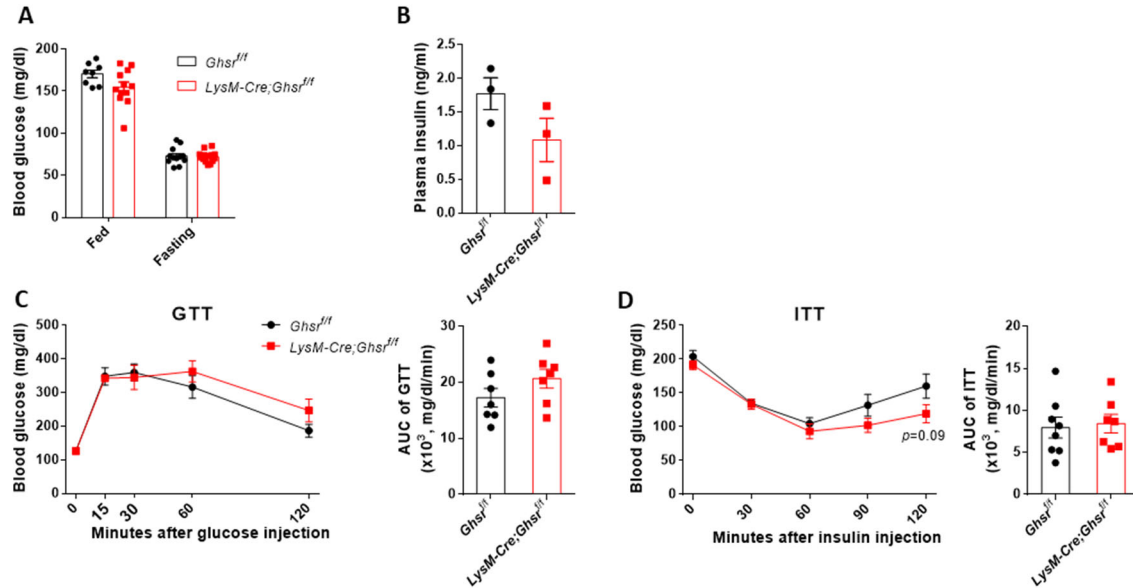 A
Blood glucose (mg/dl)
200
150
100
50
0
Fed
Fasting
Ghsr^f/f
LysM-Cre;Ghsr^f/f
B
Plasma insulin (ng/ml)
2.5
2.0
1.5
1.0
0.5
0.0
Ghsr^f/f
LysM-Cre;Ghsr^f/f
C
GTT
Blood glucose (mg/dl)
500
400
300
200
100
0
0
15
30
60
120
Minutes after glucose injection
Ghsr^f/f
LysM-Cre;Ghsr^f/f
AUC of GTT
(x10³, mg/dl/min)
30
20
10
0
Ghsr^f/f
LysM-Cre;Ghsr^f/f
D
ITT
Blood glucose (mg/dl)
250
200
150
100
50
0
0
30
60
90
120
p=0.09
Minutes after insulin injection
AUC of ITT
(x10³, mg/dl/min)
20
15
10
5
0
Ghsr^f/f
LysM-Cre;Ghsr^f/f